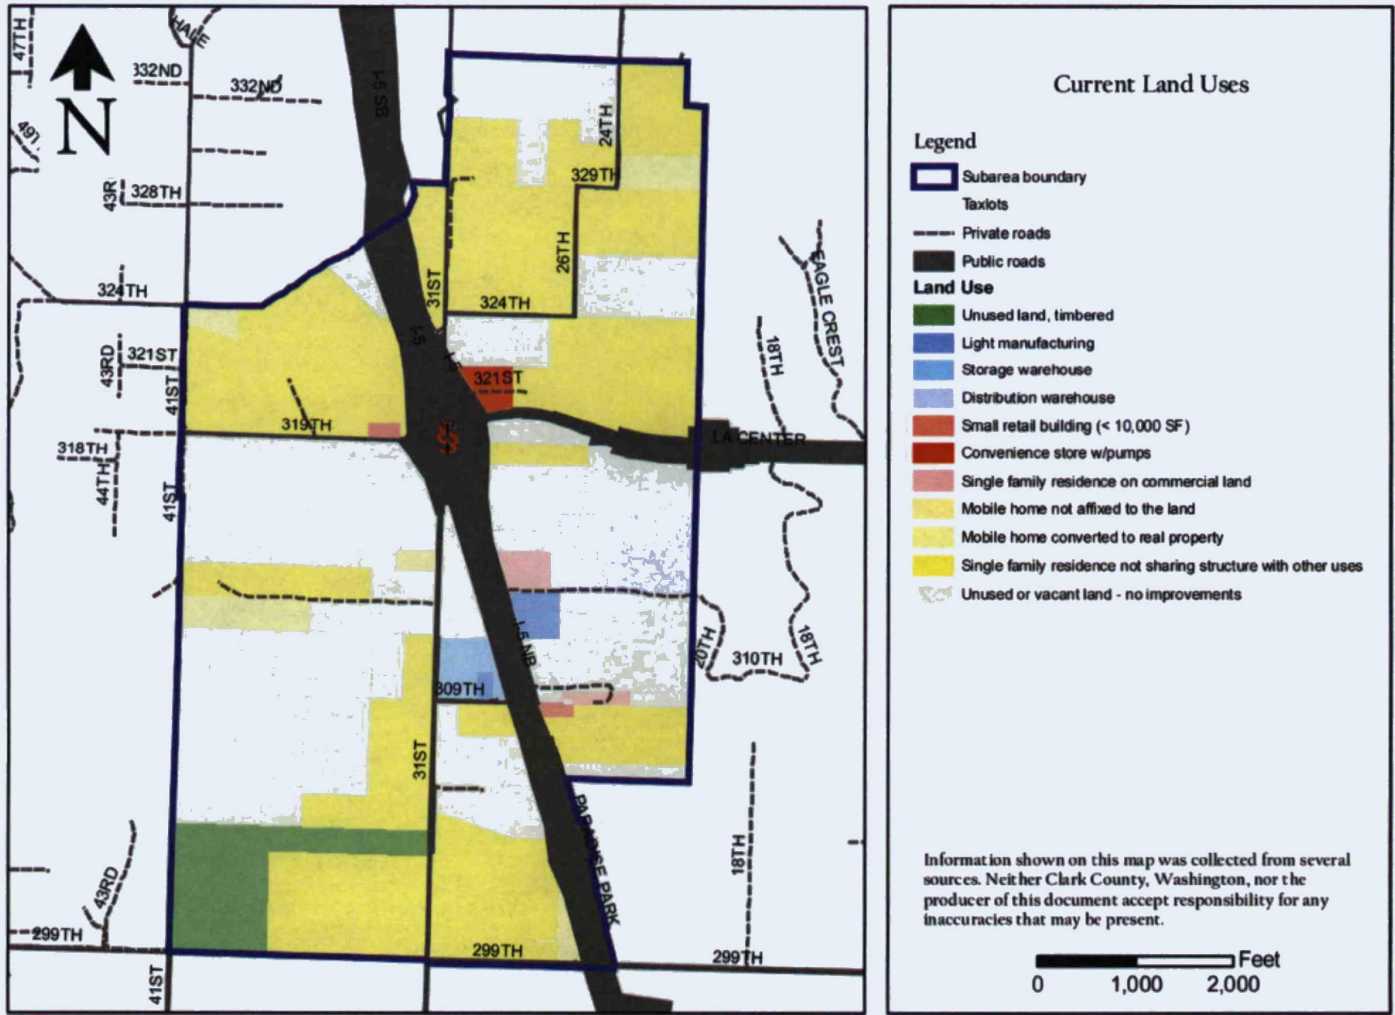 47TH
HALE
332ND
332ND
I-5 SB
24TH
N
43R
328TH
329TH
26TH
31ST
324TH
324TH
EAGLE CREST
I-5
I-5
18TH
43RD
321ST
41ST
321ST
319TH
LA CENTER
318TH
44TH
41ST
I-5 NB
20TH
18TH
310TH
309TH
31ST
PARADISE PARK
18TH
43RD
299TH
299TH
299TH
41ST
Current Land Uses
Legend
Subarea boundary
Taxlots
Private roads
Public roads
Land Use
Unused land, timbered
Light manufacturing
Storage warehouse
Distribution warehouse
Small retail building (< 10,000 SF)
Convenience store w/pumps
Single family residence on commercial land
Mobile home not affixed to the land
Mobile home converted to real property
Single family residence not sharing structure with other uses
Unused or vacant land - no improvements
Information shown on this map was collected from several
sources. Neither Clark County, Washington, nor the
producer of this document accept responsibility for any
inaccuracies that may be present.
Feet
0 1,000 2,000